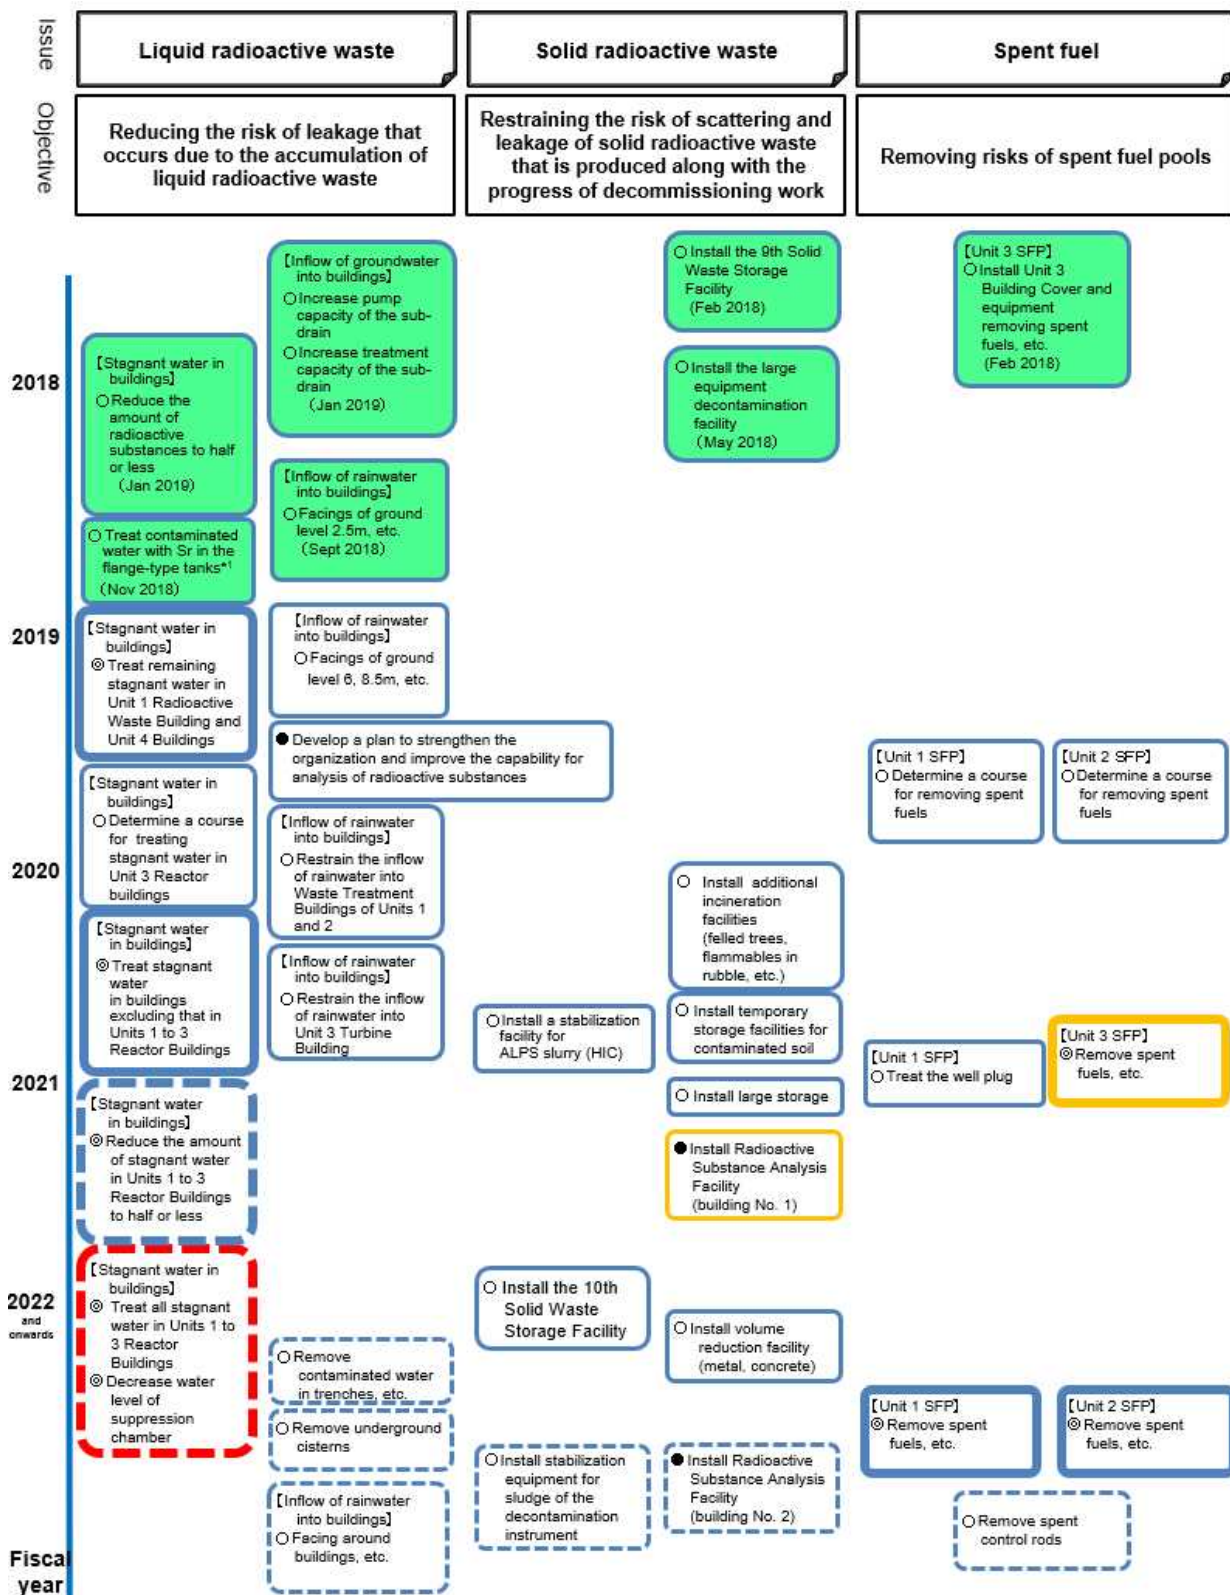 Issue
Liquid radioactive waste
Solid radioactive waste
Spent fuel
Objective
Reducing the risk of leakage that
occurs due to the accumulation of
liquid radioactive waste
Restraining the risk of scattering and
leakage of solid radioactive waste
that is produced along with the
progress of decommissioning work
Removing risks of spent fuel pools
2018
2019
2020
2021
2022
and
onwards
Fiscal
year
【Stagnant water in
buildings】
○ Reduce the
amount of
radioactive
substances to half
or less
（Jan 2019）
○ Treat contaminated
water with Sr in the
flange-type tanks*1
（Nov 2018）
【Stagnant water in
buildings】
◎ Treat remaining
stagnant water in
Unit 1 Radioactive
Waste Building and
Unit 4 Buildings
【Stagnant water in
buildings】
○ Determine a course
for treating
stagnant water in
Unit 3 Reactor
buildings
【Stagnant water
in buildings】
◎ Treat stagnant
water
in buildings
excluding that in
Units 1 to 3
Reactor Buildings
【Stagnant water
in buildings】
◎ Reduce the amount
of stagnant water
in Units 1 to 3
Reactor Buildings
to half or less
【Stagnant water in
buildings】
◎ Treat all stagnant
water in Units 1 to
3 Reactor
Buildings
◎ Decrease water
level of
suppression
chamber
【Inflow of groundwater
into buildings】
○ Increase pump
capacity of the sub-
drain
○ Increase treatment
capacity of the sub-
drain
（Jan 2019）
【Inflow of rainwater
into buildings】
○ Facings of ground
level 2.5m, etc.
（Sept 2018）
【Inflow of rainwater
into buildings】
○ Facings of ground
level 6, 8.5m, etc.
● Develop a plan to strengthen the
organization and improve the capability for
analysis of radioactive substances
【Inflow of rainwater
into buildings】
○ Restrain the inflow
of rainwater into
Waste Treatment
Buildings of Units 1
and 2
【Inflow of rainwater
into buildings】
○ Restrain the inflow
of rainwater into
Unit 3 Turbine
Building
○ Remove
contaminated water
in trenches, etc.
○ Remove underground
cisterns
【Inflow of rainwater
into buildings】
○ Facing around
buildings, etc.
○ Install a stabilization
facility for
ALPS slurry (HIC)
○ Install the 10th
Solid Waste
Storage Facility
○ Install stabilization
equipment for
sludge of the
decontamination
instrument
○ Install the 9th Solid
Waste Storage
Facility
(Feb 2018)
○ Install the large
equipment
decontamination
facility
（May 2018）
○ Install additional
incineration
facilities
(felled trees,
flammables in
rubble, etc.)
○ Install temporary
storage facilities for
contaminated soil
○ Install large storage
● Install Radioactive
Substance Analysis
Facility
(building No. 1)
○ Install volume
reduction facility
(metal, concrete)
● Install Radioactive
Substance Analysis
Facility
(building No. 2)
【Unit 3 SFP】
○ Install Unit 3
Building Cover and
equipment
removing spent
fuels, etc.
(Feb 2018)
【Unit 1 SFP】
○ Determine a course
for removing spent
fuels
【Unit 2 SFP】
○ Determine a course
for removing spent
fuels
【Unit 1 SFP】
○ Treat the well plug
【Unit 3 SFP】
◎ Remove spent
fuels, etc.
【Unit 1 SFP】
◎ Remove spent
fuels, etc.
【Unit 2 SFP】
◎ Remove spent
fuels, etc.
○ Remove spent
control rods